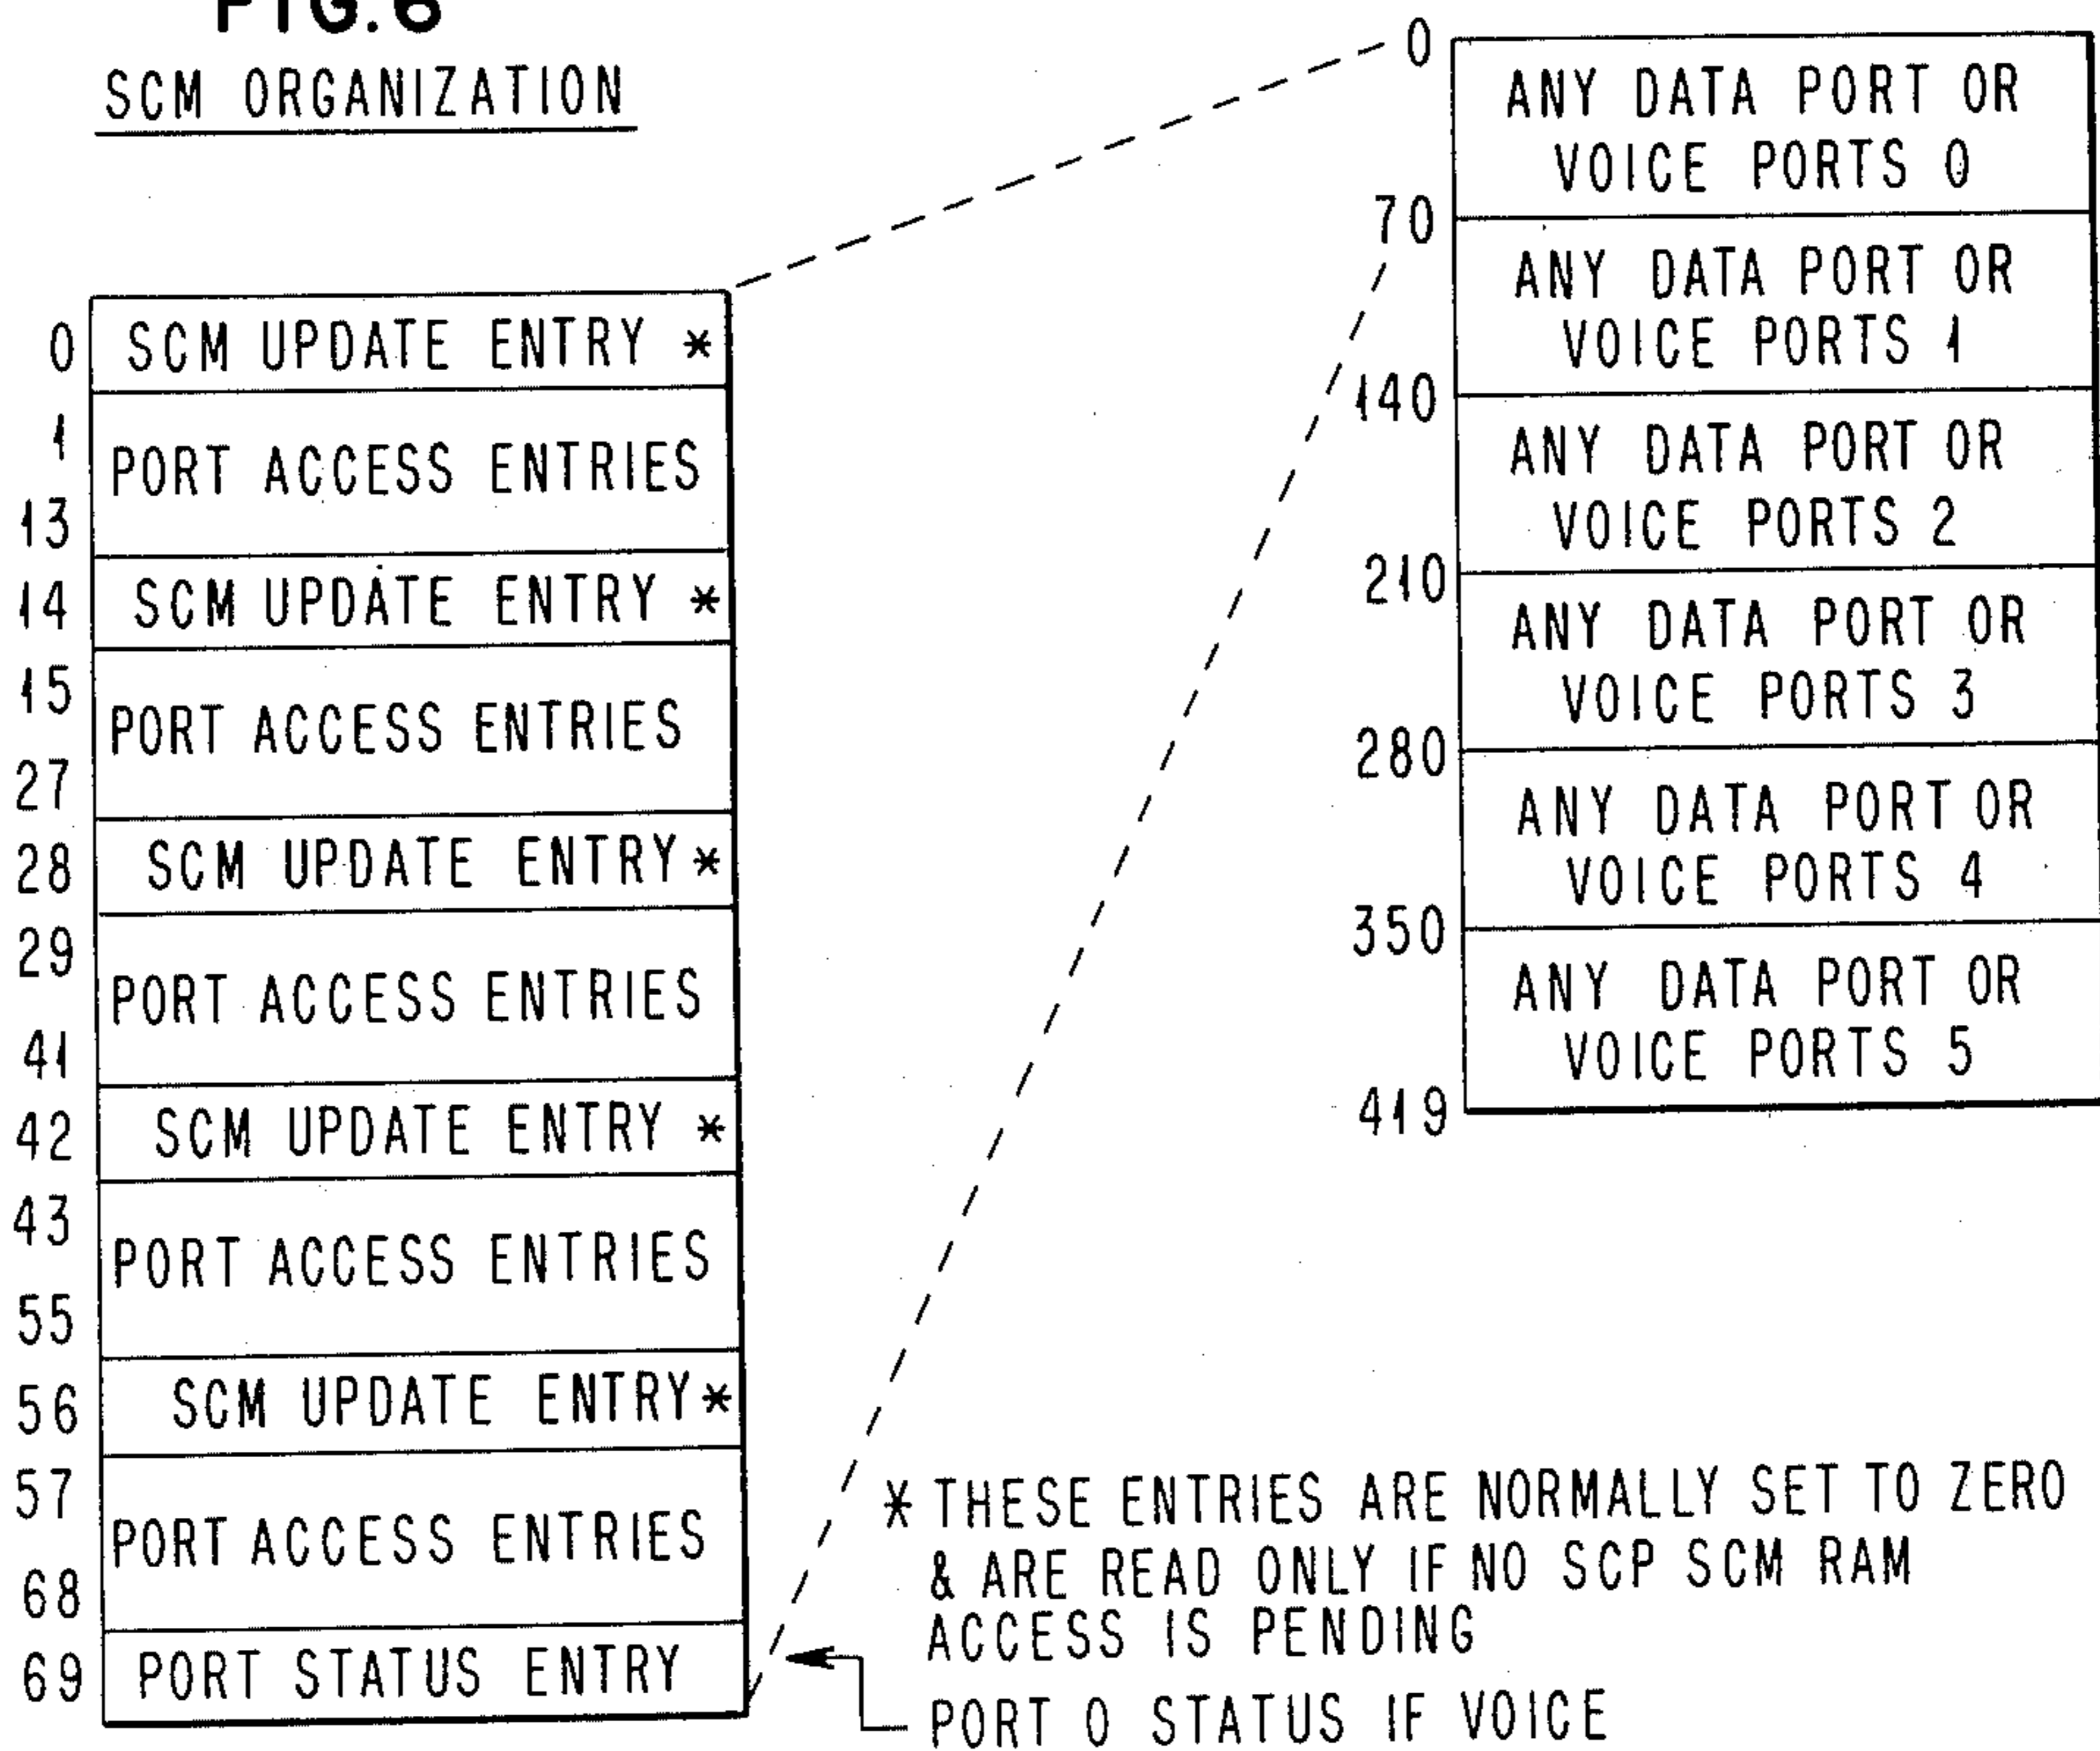 FIG.6
SCM ORGANIZATION
0 SCM UPDATE ENTRY *
1
PORT ACCESS ENTRIES
13
14 SCM UPDATE ENTRY *
15
PORT ACCESS ENTRIES
27
28 SCM UPDATE ENTRY *
29
PORT ACCESS ENTRIES
41
42 SCM UPDATE ENTRY *
43
PORT ACCESS ENTRIES
55
56 SCM UPDATE ENTRY *
57
PORT ACCESS ENTRIES
68
69 PORT STATUS ENTRY
0
ANY DATA PORT OR
VOICE PORTS 0
70
ANY DATA PORT OR
VOICE PORTS 1
140
ANY DATA PORT OR
VOICE PORTS 2
210
ANY DATA PORT OR
VOICE PORTS 3
280
ANY DATA PORT OR
VOICE PORTS 4
350
ANY DATA PORT OR
VOICE PORTS 5
419
* THESE ENTRIES ARE NORMALLY SET TO ZERO
& ARE READ ONLY IF NO SCP SCM RAM
ACCESS IS PENDING
PORT 0 STATUS IF VOICE